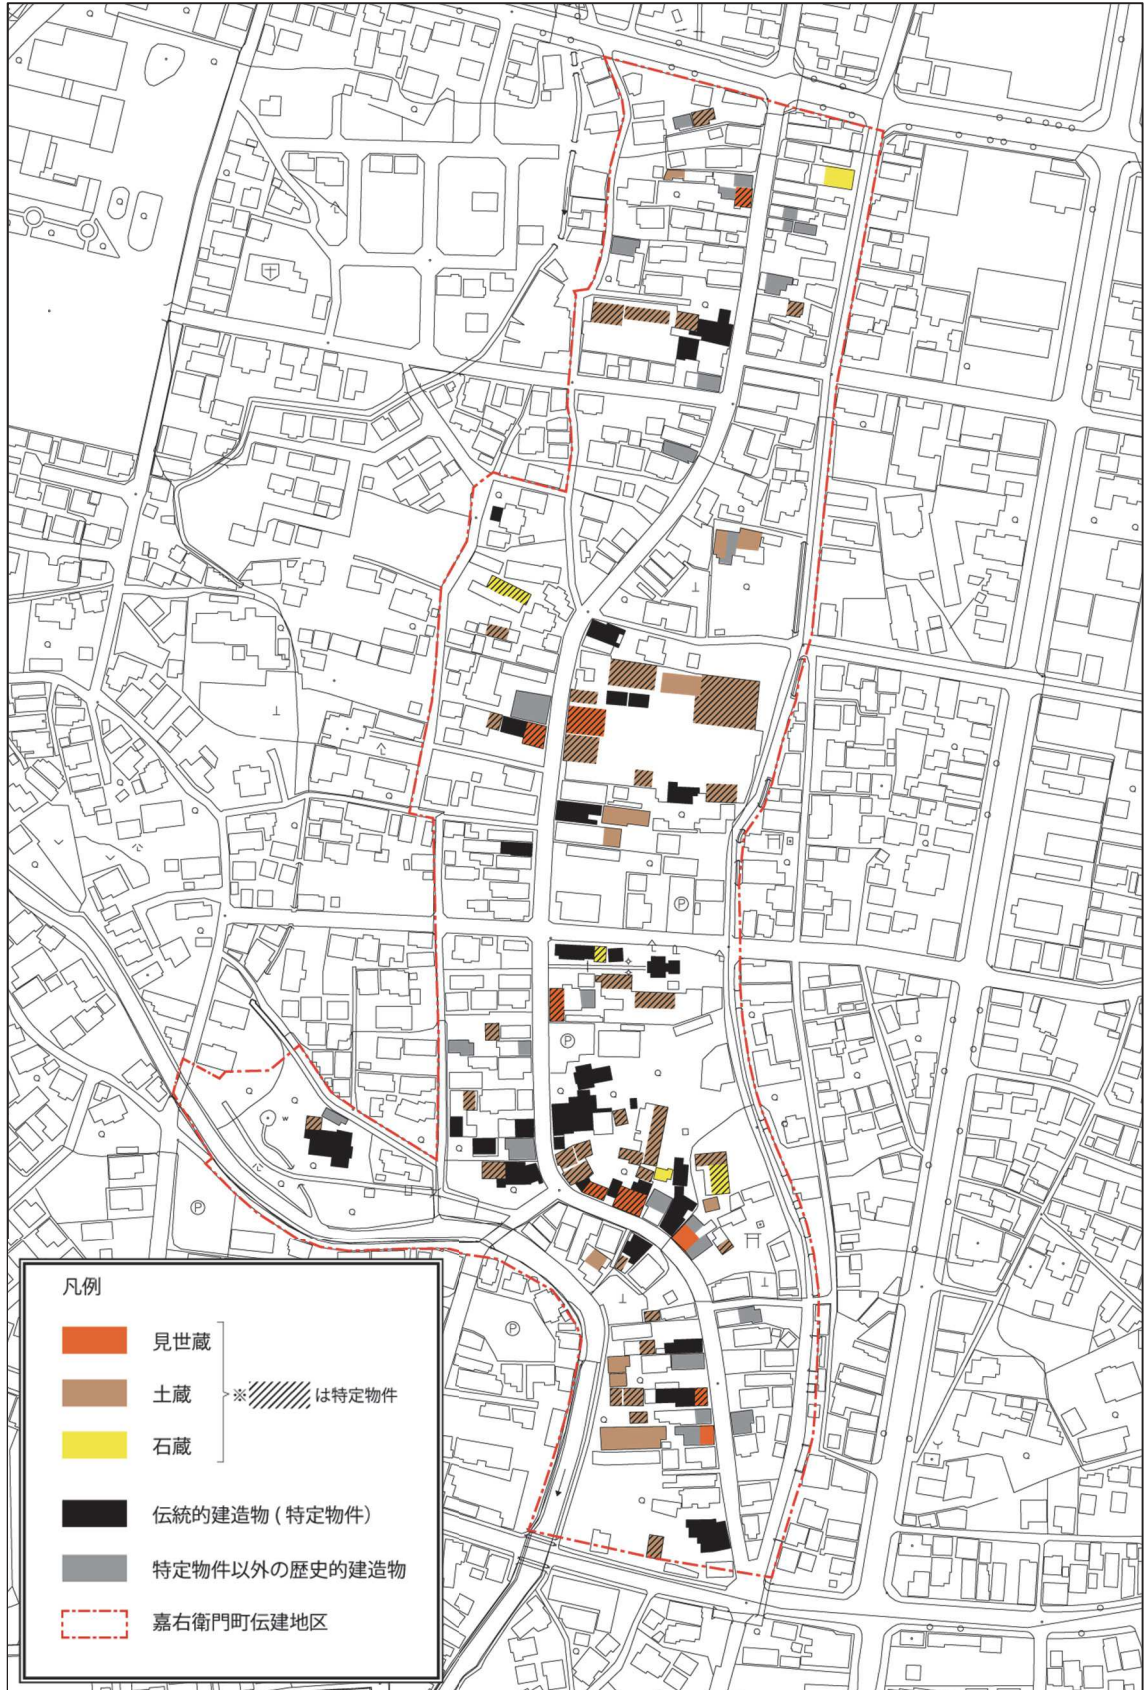 凡例
見世蔵
土蔵
※は特定物件
石蔵
伝統的建造物 ( 特定物件 )
特定物件以外の歴史的建造物
嘉右衛門町伝建地区
P
P
P
P
W